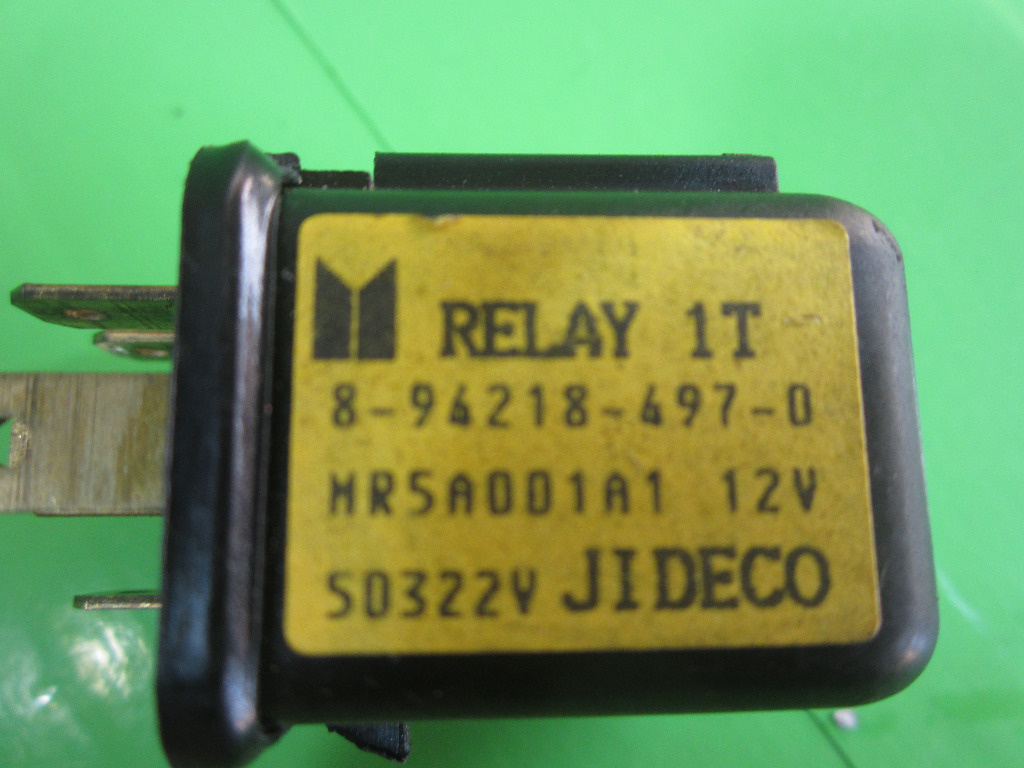 RELAY 1T
8-94218-497-0
MR5A001A1 12V
50322V JIDECO